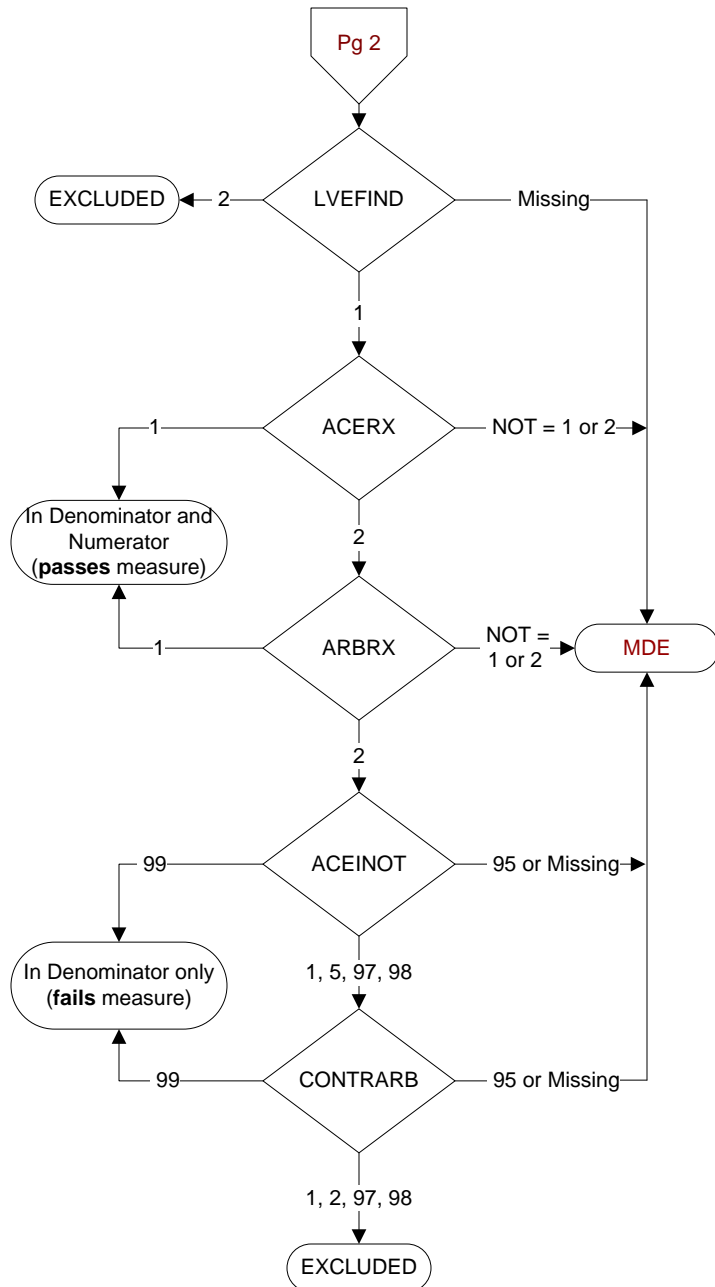 Pg 2
EXCLUDED
2
LVEFIND
Missing
1
1
ACERX
NOT = 1 or 2
In Denominator and
Numerator
(passes measure)
2
1
ARBRX
NOT =
1 or 2
MDE
2
99
ACEINOT
95 or Missing
In Denominator only
(fails measure)
1, 5, 97, 98
99
CONTRARB
95 or Missing
1, 2, 97, 98
EXCLUDED